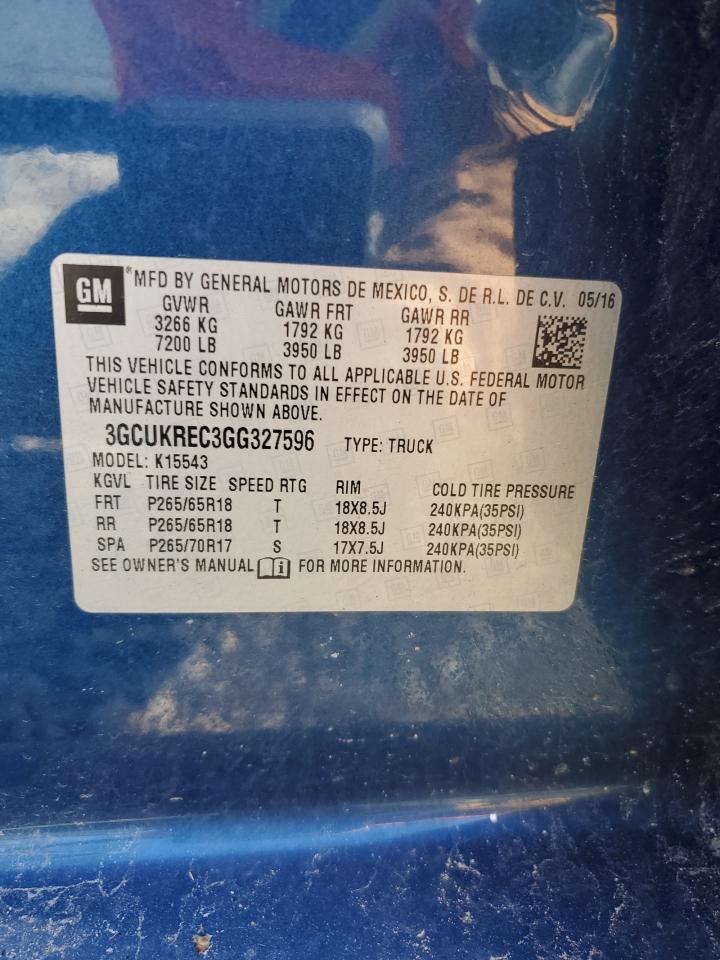 GM ®MFD BY GENERAL MOTORS DE MEXICO, S. DE R.L. DE C.V. 05/16
GVWR GAWR FRT GAWR RR
3266 KG 1792 KG 1792 KG
7200 LB 3950 LB 3950 LB
THIS VEHICLE CONFORMS TO ALL APPLICABLE U.S. FEDERAL MOTOR
VEHICLE SAFETY STANDARDS IN EFFECT ON THE DATE OF
MANUFACTURE SHOWN ABOVE.
3GCUKREC3GG327596 TYPE: TRUCK
MODEL: K15543
KGVL TIRE SIZE SPEED RTG RIM COLD TIRE PRESSURE
FRT P265/65R18 T 18X8.5J 240KPA(35PSI)
RR P265/65R18 T 18X8.5J 240KPA(35PSI)
SPA P265/70R17 S 17X7.5J 240KPA(35PSI)
SEE OWNER'S MANUAL i FOR MORE INFORMATION.